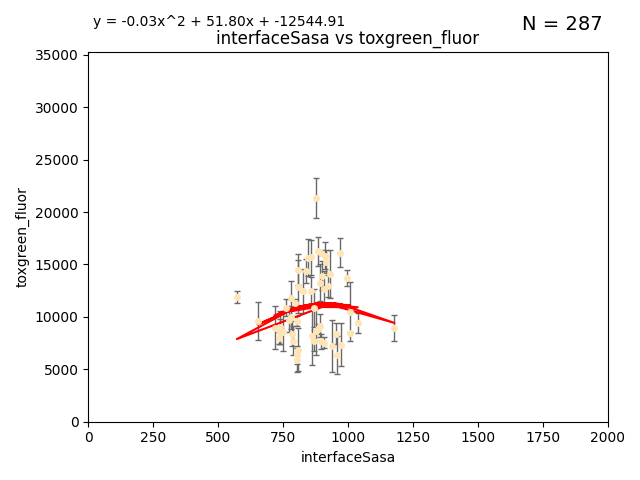 y = -0.03x^2 + 51.80x + -12544.91
N = 287
interfaceSasa vs toxgreen_fluor
35000
30000
25000
20000
15000
10000
5000
0
toxgreen_fluor
0 250 500 750 1000 1250 1500 1750 2000
interfaceSasa